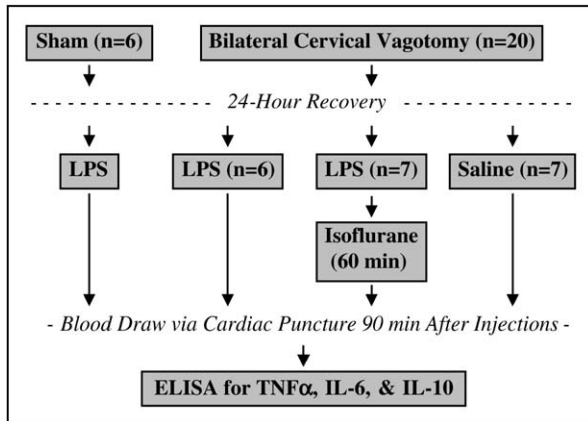 Sham (n=6) Bilateral Cervical Vagotomy (n=20)
24-Hour Recovery
LPS LPS (n=6) LPS (n=7) Saline (n=7)
Isoflurane
(60 min)
- Blood Draw via Cardiac Puncture 90 min After Injections -
ELISA for TNFα, IL-6, & IL-10